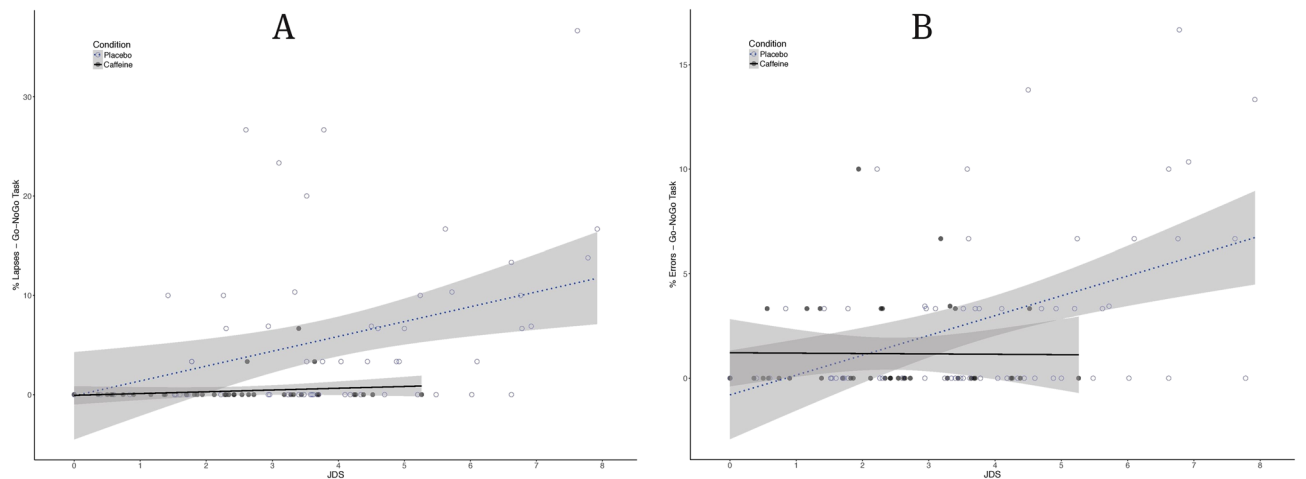 A
Condition
Placebo
Caffeine
% Lapses – Go–NoGo Task
30
20
10
0
0 1 2 3 4 5 6 7 8
JDS
B
Condition
Placebo
Caffeine
% Errors – Go–NoGo Task
15
10
5
0
0 1 2 3 4 5 6 7 8
JDS